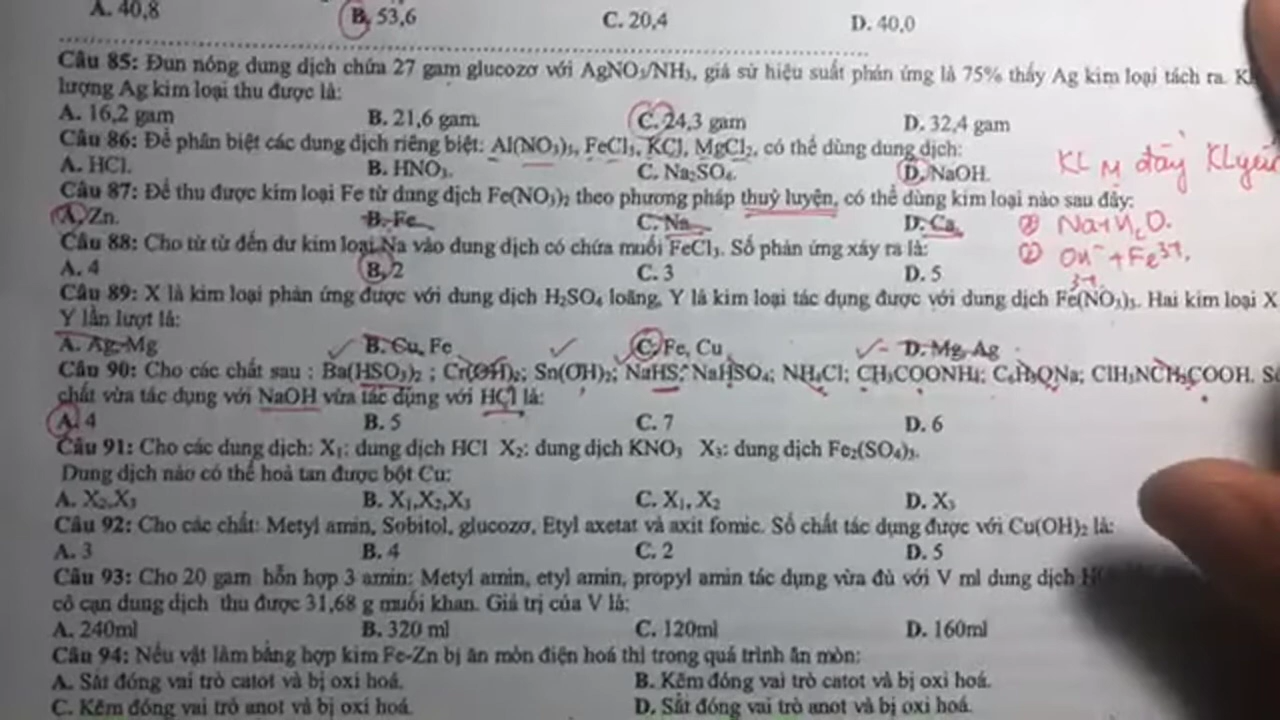 A. 40,8 B. 53,6 C. 20,4 D. 40,0
Câu 85: Đun nóng dung dịch chứa 27 gam glucozơ với AgNO₃/NH₃, giả sử hiệu suất phản ứng là 75% thấy Ag kim loại tách ra.
lượng Ag kim loại thu được là:
A. 16,2 gam B. 21,6 gam C. 24,3 gam D. 32,4 gam
Câu 86: Để phân biệt các dung dịch riêng biệt: Al(NO₃)₃, FeCl₃, KCl, MgCl₂, có thể dùng dung dịch:
A. HCl. B. HNO₃. C. Na₂SO₄. D. NaOH.
KL M đẩy KL yếu
Câu 87: Để thu được kim loại Fe từ dung dịch Fe(NO₃)₂ theo phương pháp thuỷ luyện, có thể dùng kim loại nào sau đây:
A. Zn. B. Fe C. Na D. Ca
Na+H₂O.
Câu 88: Cho từ từ đến dư kim loại Na vào dung dịch có chứa muối FeCl₃. Số phản ứng xảy ra là:
OH⁻ + Fe³⁺.
A. 4 B. 2 C. 3 D. 5
3+
Câu 89: X là kim loại phản ứng được với dung dịch H₂SO₄ loãng, Y là kim loại tác dụng được với dung dịch Fe(NO₃)₃. Hai kim loại X
Y lần lượt là:
A. Ag, Mg B. Cu, Fe C. Fe, Cu D. Mg, Ag
Câu 90: Cho các chất sau : Ba(HSO₃)₂ ; Cr(OH)₂; Sn(OH)₂; NaHS; NaHSO₄; NH₄Cl; CH₃COONH₄; C₆H₅ONa; ClH₃NCH₂COOH. Số
chất vừa tác dụng với NaOH vừa tác dụng với HCl là:
A. 4 B. 5 C. 7 D. 6
Câu 91: Cho các dung dịch: X₁: dung dịch HCl X₂: dung dịch KNO₃ X₃: dung dịch Fe₂(SO₄)₃.
Dung dịch nào có thể hoà tan được bột Cu:
A. X₂,X₃ B. X₁,X₂,X₃ C. X₁, X₂ D. X₃
Câu 92: Cho các chất: Metyl amin, Sobitol, glucozơ, Etyl axetat và axit fomic. Số chất tác dụng được với Cu(OH)₂ là:
A. 3 B. 4 C. 2 D. 5
Câu 93: Cho 20 gam hỗn hợp 3 amin: Metyl amin, etyl amin, propyl amin tác dụng vừa đủ với V ml dung dịch
cô cạn dung dịch thu được 31,68 g muối khan. Giá trị của V là:
A. 240ml B. 320 ml C. 120ml D. 160ml
Câu 94: Nếu vật làm bằng hợp kim Fe-Zn bị ăn mòn điện hoá thì trong quá trình ăn mòn:
A. Sắt đóng vai trò catot và bị oxi hoá. B. Kẽm đóng vai trò catot và bị oxi hoá.
C. Kẽm đóng vai trò anot và bị oxi hoá. D. Sắt đóng vai trò anot và bị oxi hoá.